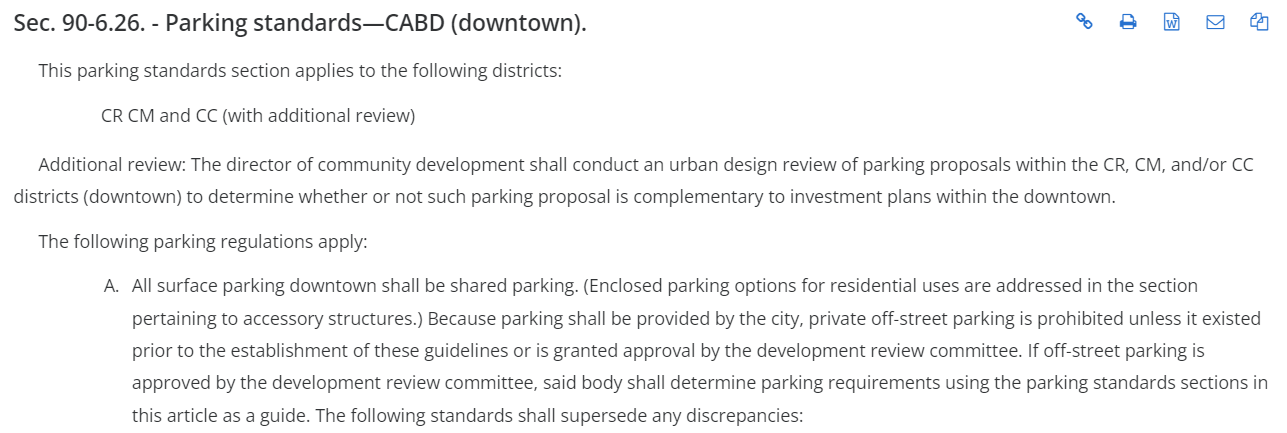 Sec. 90-6.26. - Parking standards—CABD (downtown).
This parking standards section applies to the following districts:
CR CM and CC (with additional review)
Additional review: The director of community development shall conduct an urban design review of parking proposals within the CR, CM, and/or CC
districts (downtown) to determine whether or not such parking proposal is complementary to investment plans within the downtown.
The following parking regulations apply:
A. All surface parking downtown shall be shared parking. (Enclosed parking options for residential uses are addressed in the section
pertaining to accessory structures.) Because parking shall be provided by the city, private off-street parking is prohibited unless it existed
prior to the establishment of these guidelines or is granted approval by the development review committee. If off-street parking is
approved by the development review committee, said body shall determine parking requirements using the parking standards sections in
this article as a guide. The following standards shall supersede any discrepancies: